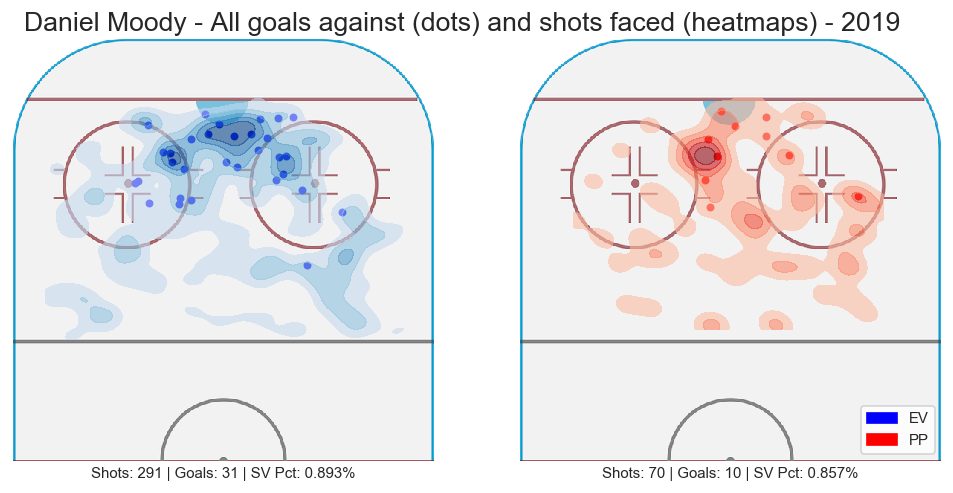 Daniel Moody - All goals against (dots) and shots faced (heatmaps) - 2019
EV
PP
Shots: 291 | Goals: 31 | SV Pct: 0.893%
Shots: 70 | Goals: 10 | SV Pct: 0.857%